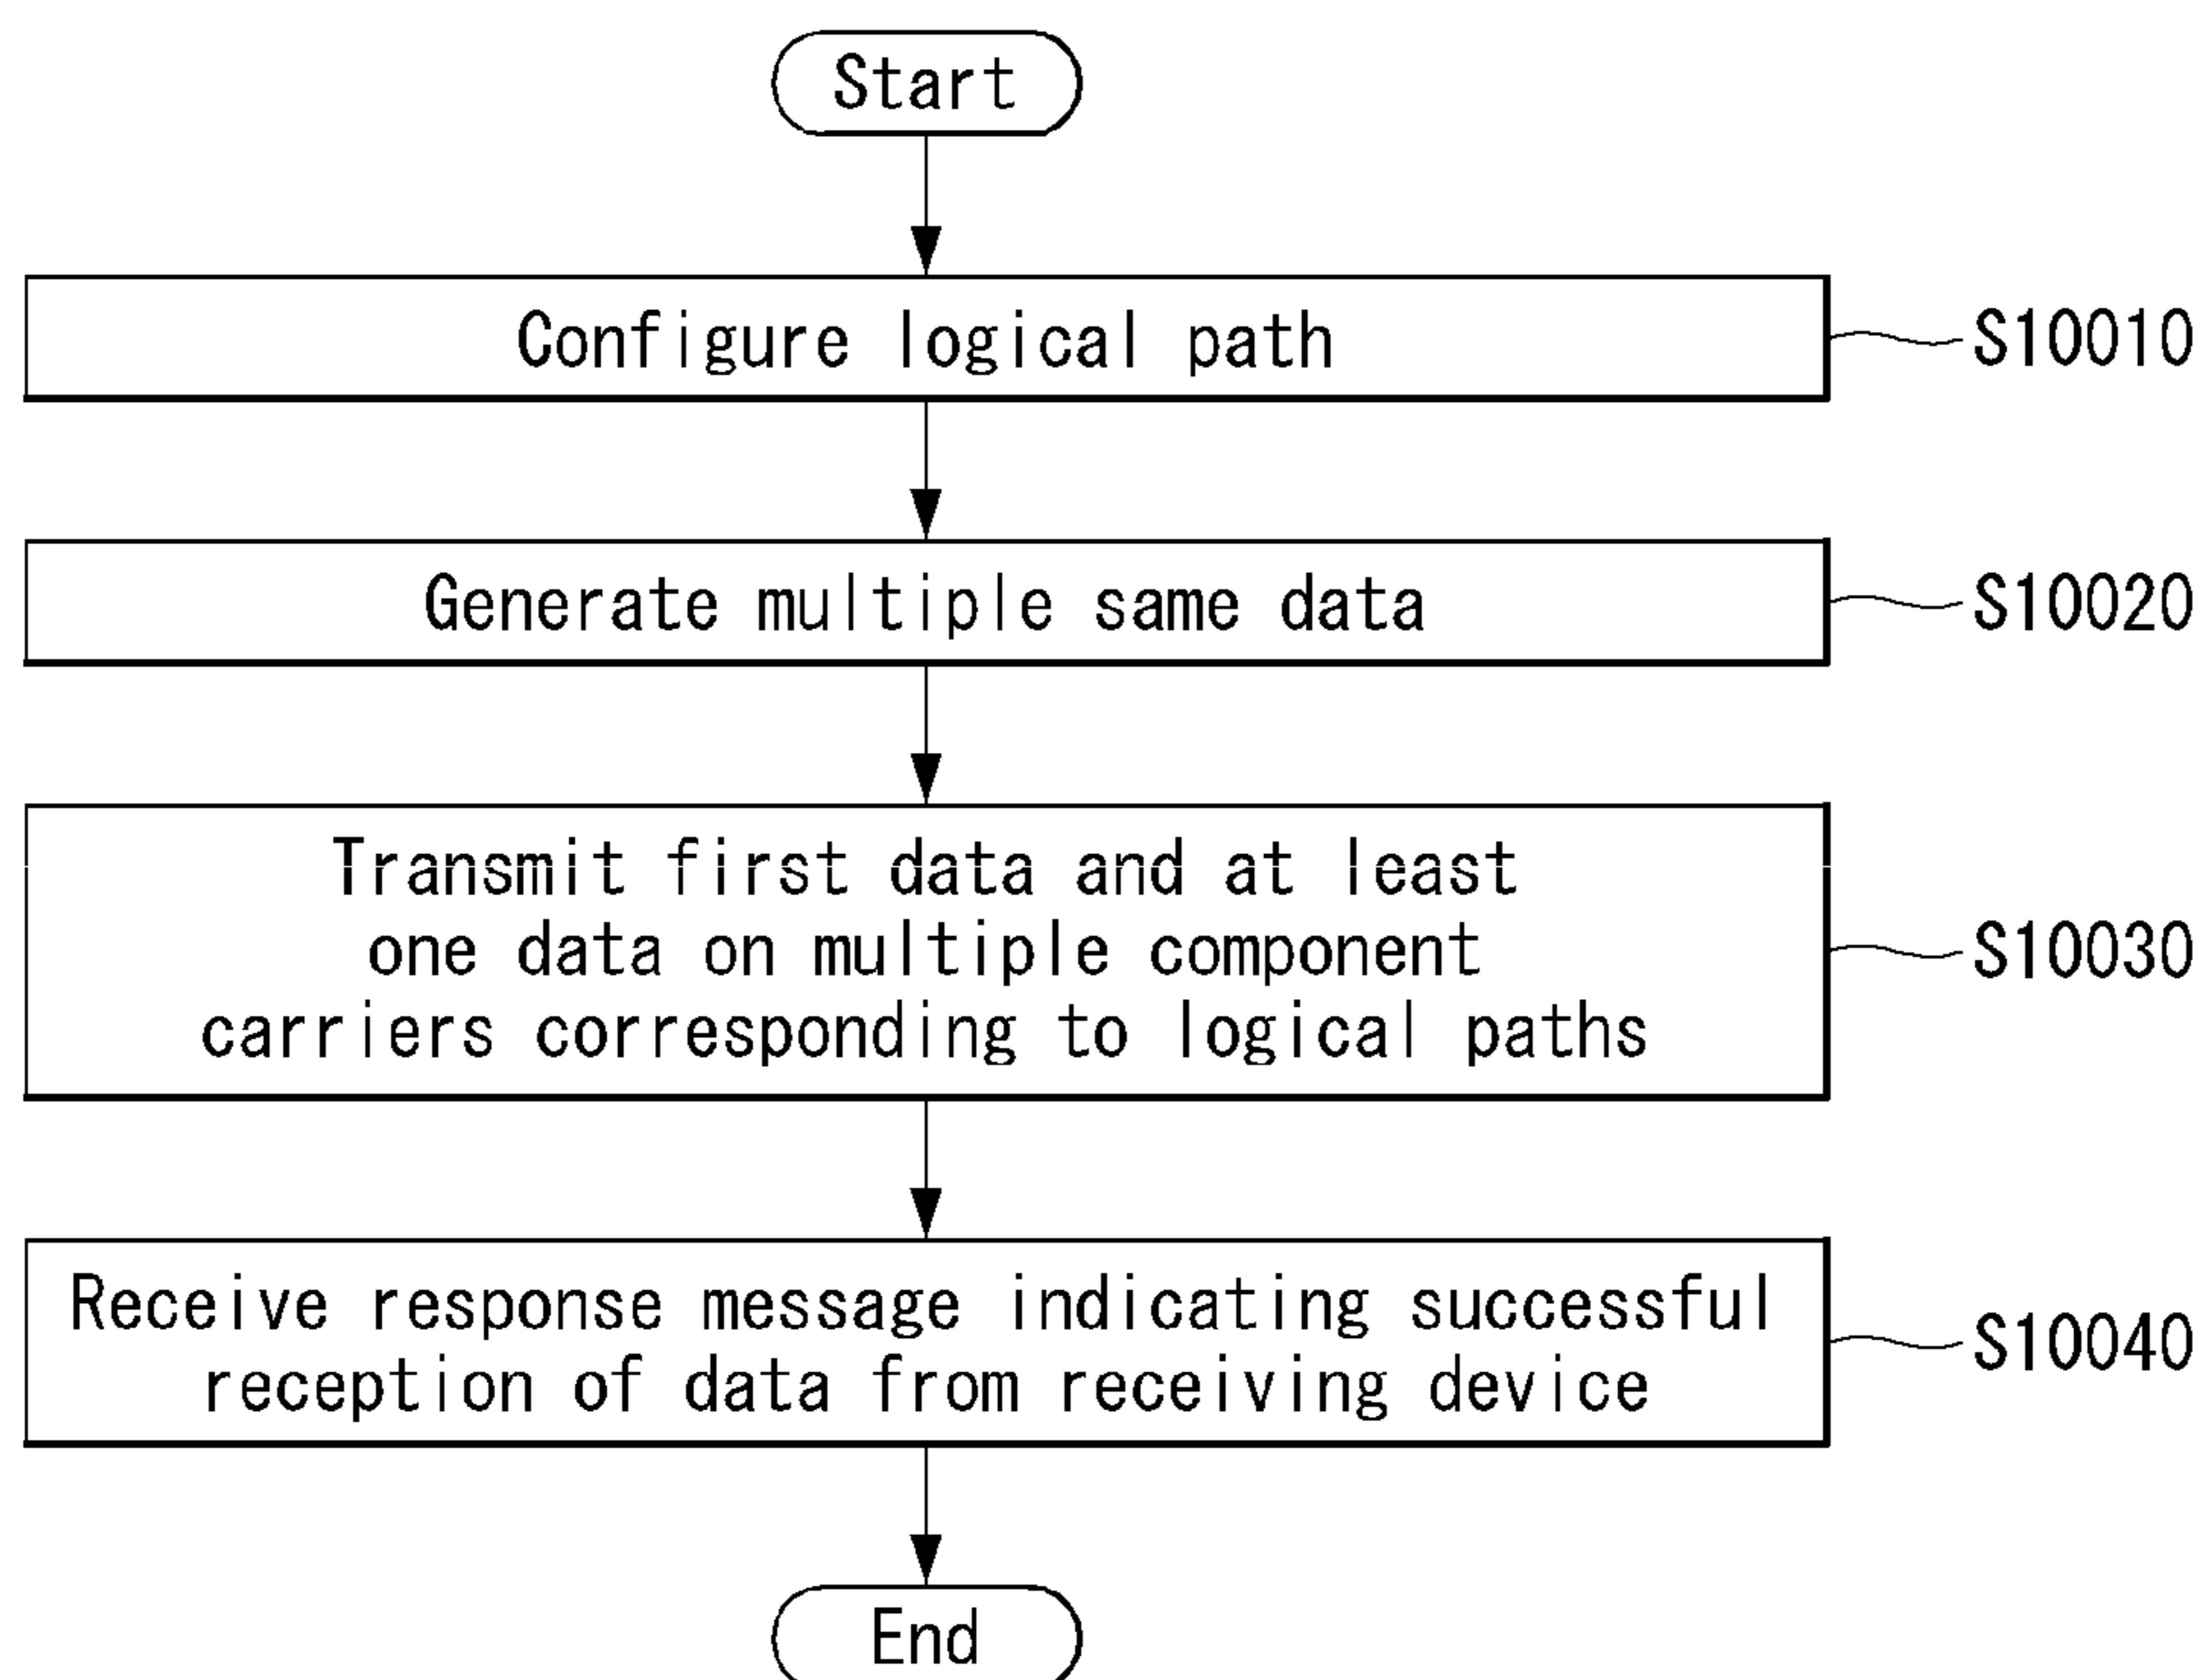 Start
Configure logical path
S10010
Generate multiple same data
S10020
Transmit first data and at least
one data on multiple component
carriers corresponding to logical paths
S10030
Receive response message indicating successful
reception of data from receiving device
S10040
End